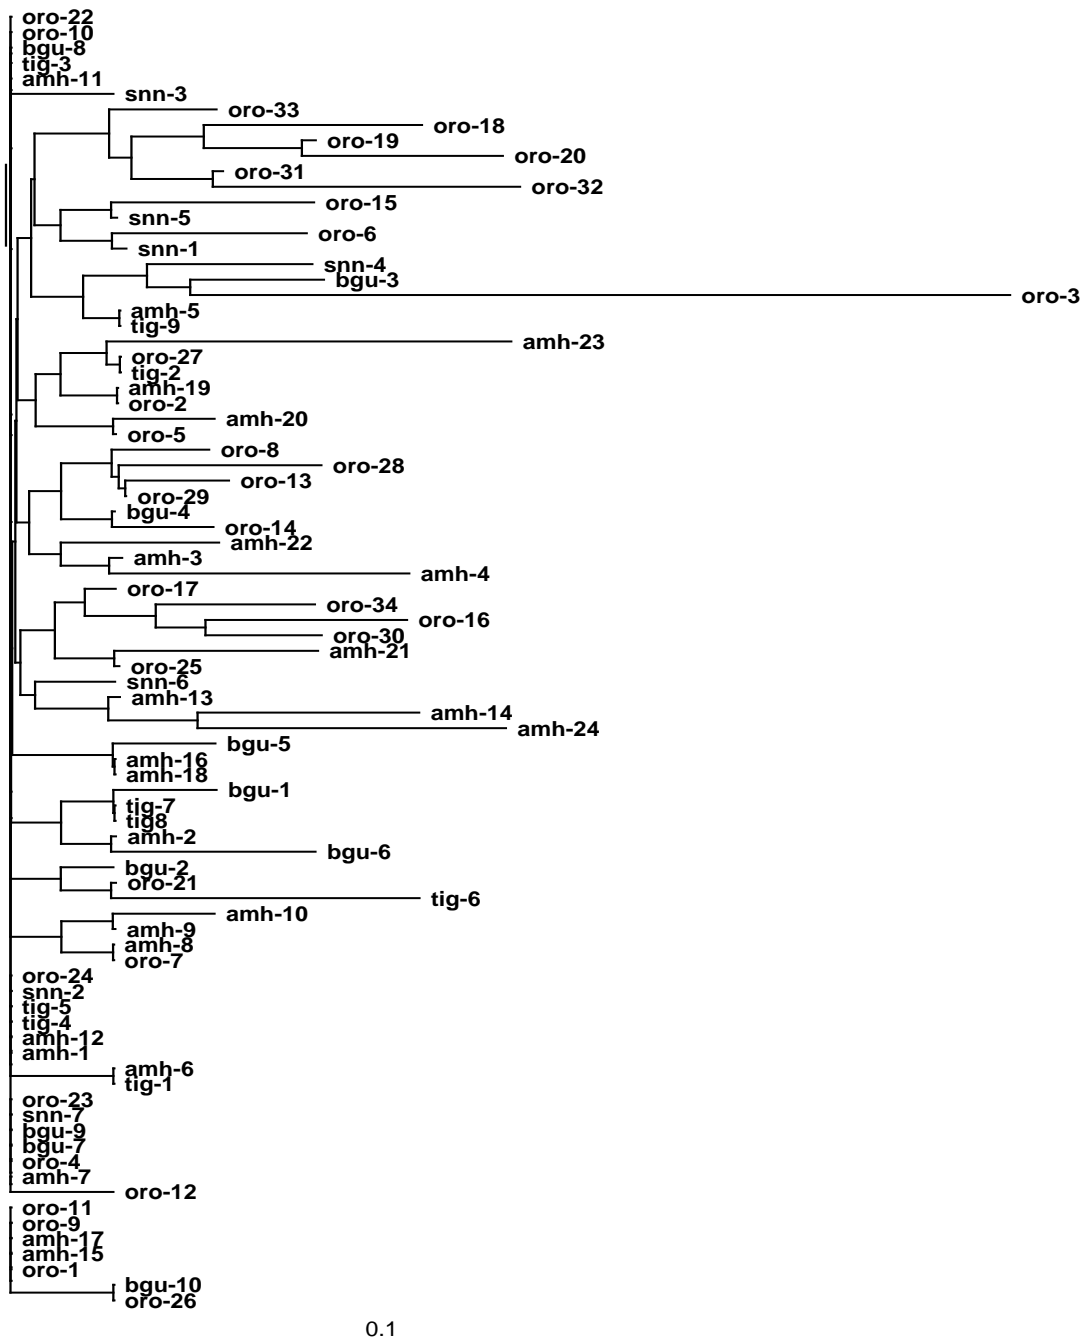 oro-22
oro-10
bgu-8
tig-3
amh-11
snn-3
oro-33
oro-18
oro-19
oro-20
oro-31
oro-32
oro-15
snn-5
oro-6
snn-1
snn-4
bgu-3
oro-3
amh-5
tig-9
amh-23
oro-27
tig-2
amh-19
oro-2
amh-20
oro-5
oro-8
oro-28
oro-13
oro-29
bgu-4
oro-14
amh-22
amh-3
amh-4
oro-17
oro-34
oro-16
oro-30
amh-21
oro-25
snn-6
amh-13
amh-14
amh-24
bgu-5
amh-16
amh-18
bgu-1
tig-7
tig8
amh-2
bgu-6
bgu-2
oro-21
tig-6
amh-10
amh-9
amh-8
oro-7
oro-24
snn-2
tig-5
tig-4
amh-12
amh-1
amh-6
tig-1
oro-23
snn-7
bgu-9
bgu-7
oro-4
amh-7
oro-12
oro-11
oro-9
amh-17
amh-15
oro-1
bgu-10
oro-26
0.1